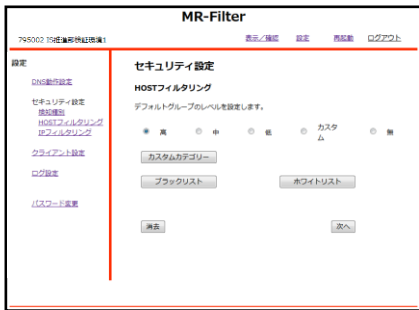 MR-Filter
795002 IS推進部検証環境1
表示/確認 設定 再起動 ログアウト
設定
DNS動作設定
セキュリティ設定
検知種別
HOSTフィルタリング
IPフィルタリング
クライアント設定
ログ設定
パスワード変更
セキュリティ設定
HOSTフィルタリング
デフォルトグループのレベルを設定します。
高 中 低 カスタム 無
カスタムカテゴリー
ブラックリスト ホワイトリスト
消去 次へ